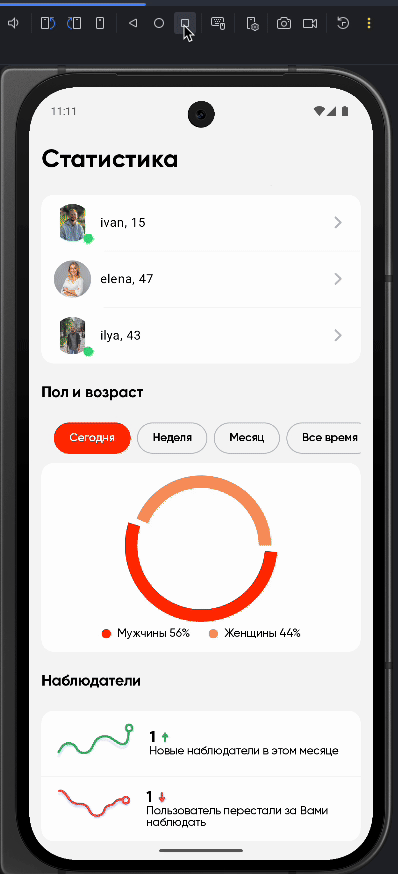 11:11
Статистика
ivan, 15
elena, 47
ilya, 43
Пол и возраст
Сегодня
Неделя
Месяц
Все время
Мужчины 56%
Женщины 44%
Наблюдатели
1
Новые наблюдатели в этом месяце
1
Пользователь перестали за Вами
наблюдать